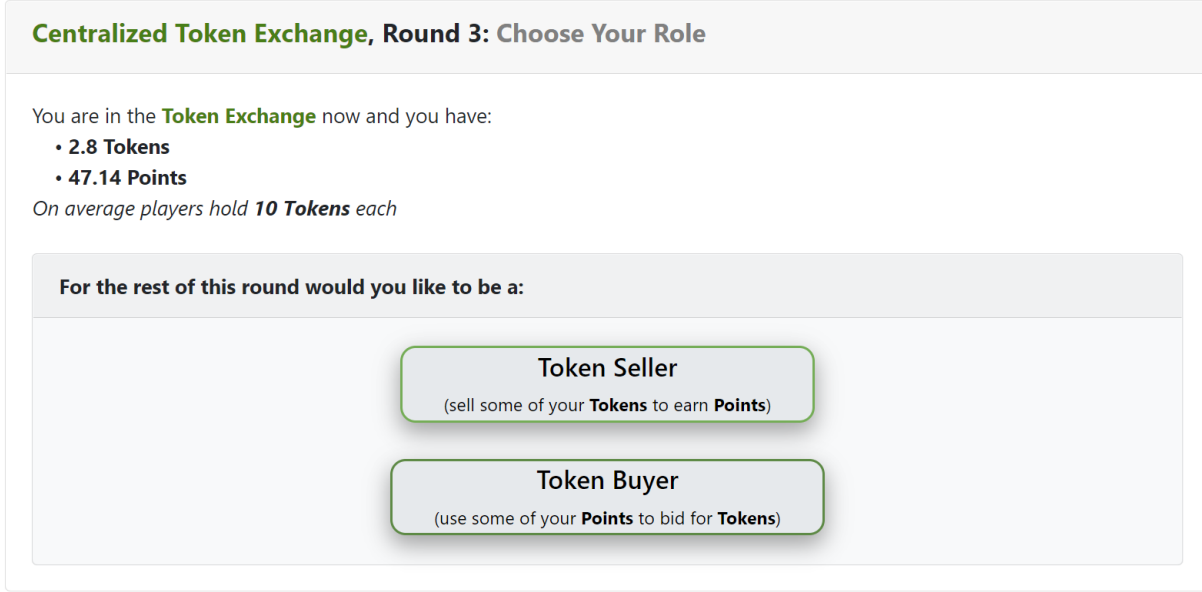 Centralized Token Exchange, Round 3: Choose Your Role
You are in the Token Exchange now and you have:
• 2.8 Tokens
• 47.14 Points
On average players hold 10 Tokens each
For the rest of this round would you like to be a:
Token Seller
(sell some of your Tokens to earn Points)
Token Buyer
(use some of your Points to bid for Tokens)